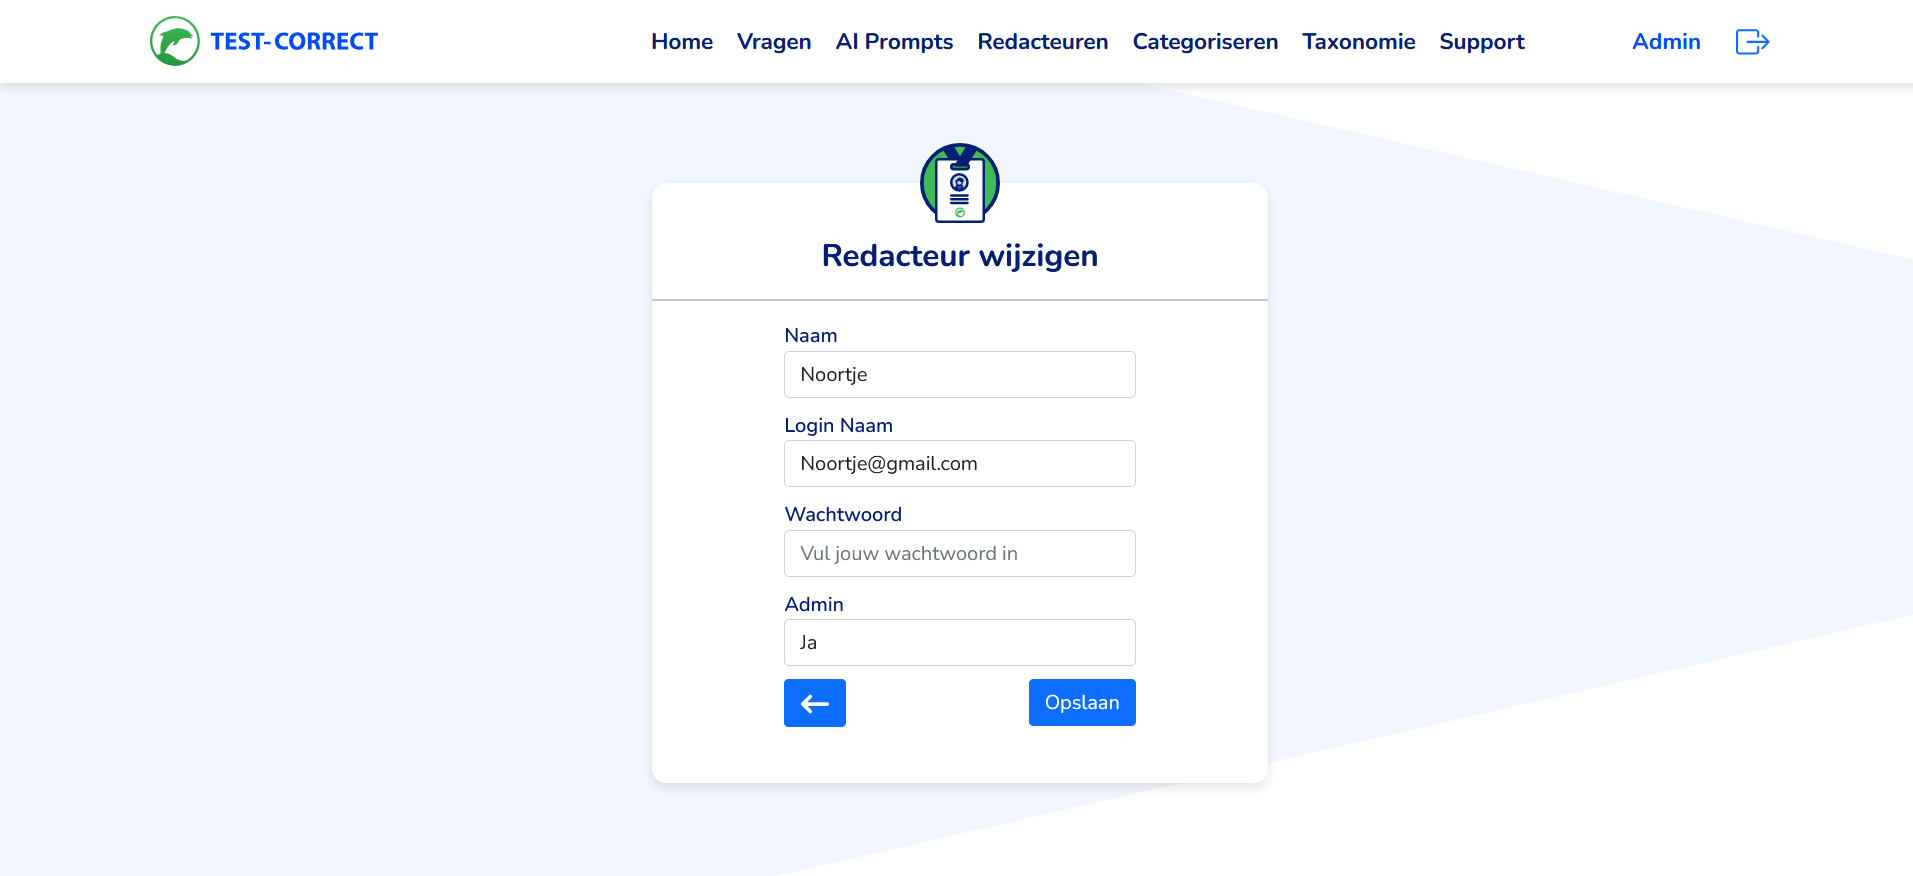 TEST-CORRECT
Home Vragen AI Prompts Redacteuren Categoriseren Taxonomie Support Admin
Redacteur wijzigen
Naam
Noortje
Login Naam
Noortje@gmail.com
Wachtwoord
Vul jouw wachtwoord in
Admin
Ja
Opslaan